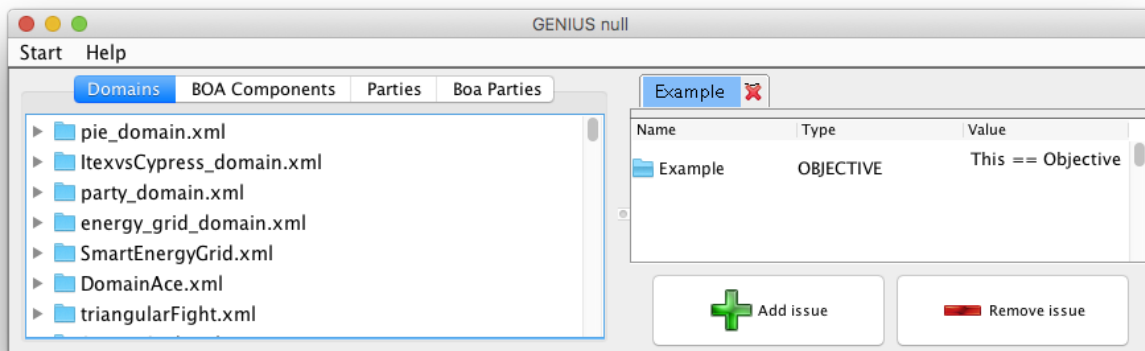 GENIUS null
Start Help
Domains BOA Components Parties Boa Parties
pie_domain.xml
ItexvsCypress_domain.xml
party_domain.xml
energy_grid_domain.xml
SmartEnergyGrid.xml
DomainAce.xml
triangularFight.xml
Example
Name Type Value
Example OBJECTIVE This == Objective
Add issue Remove issue